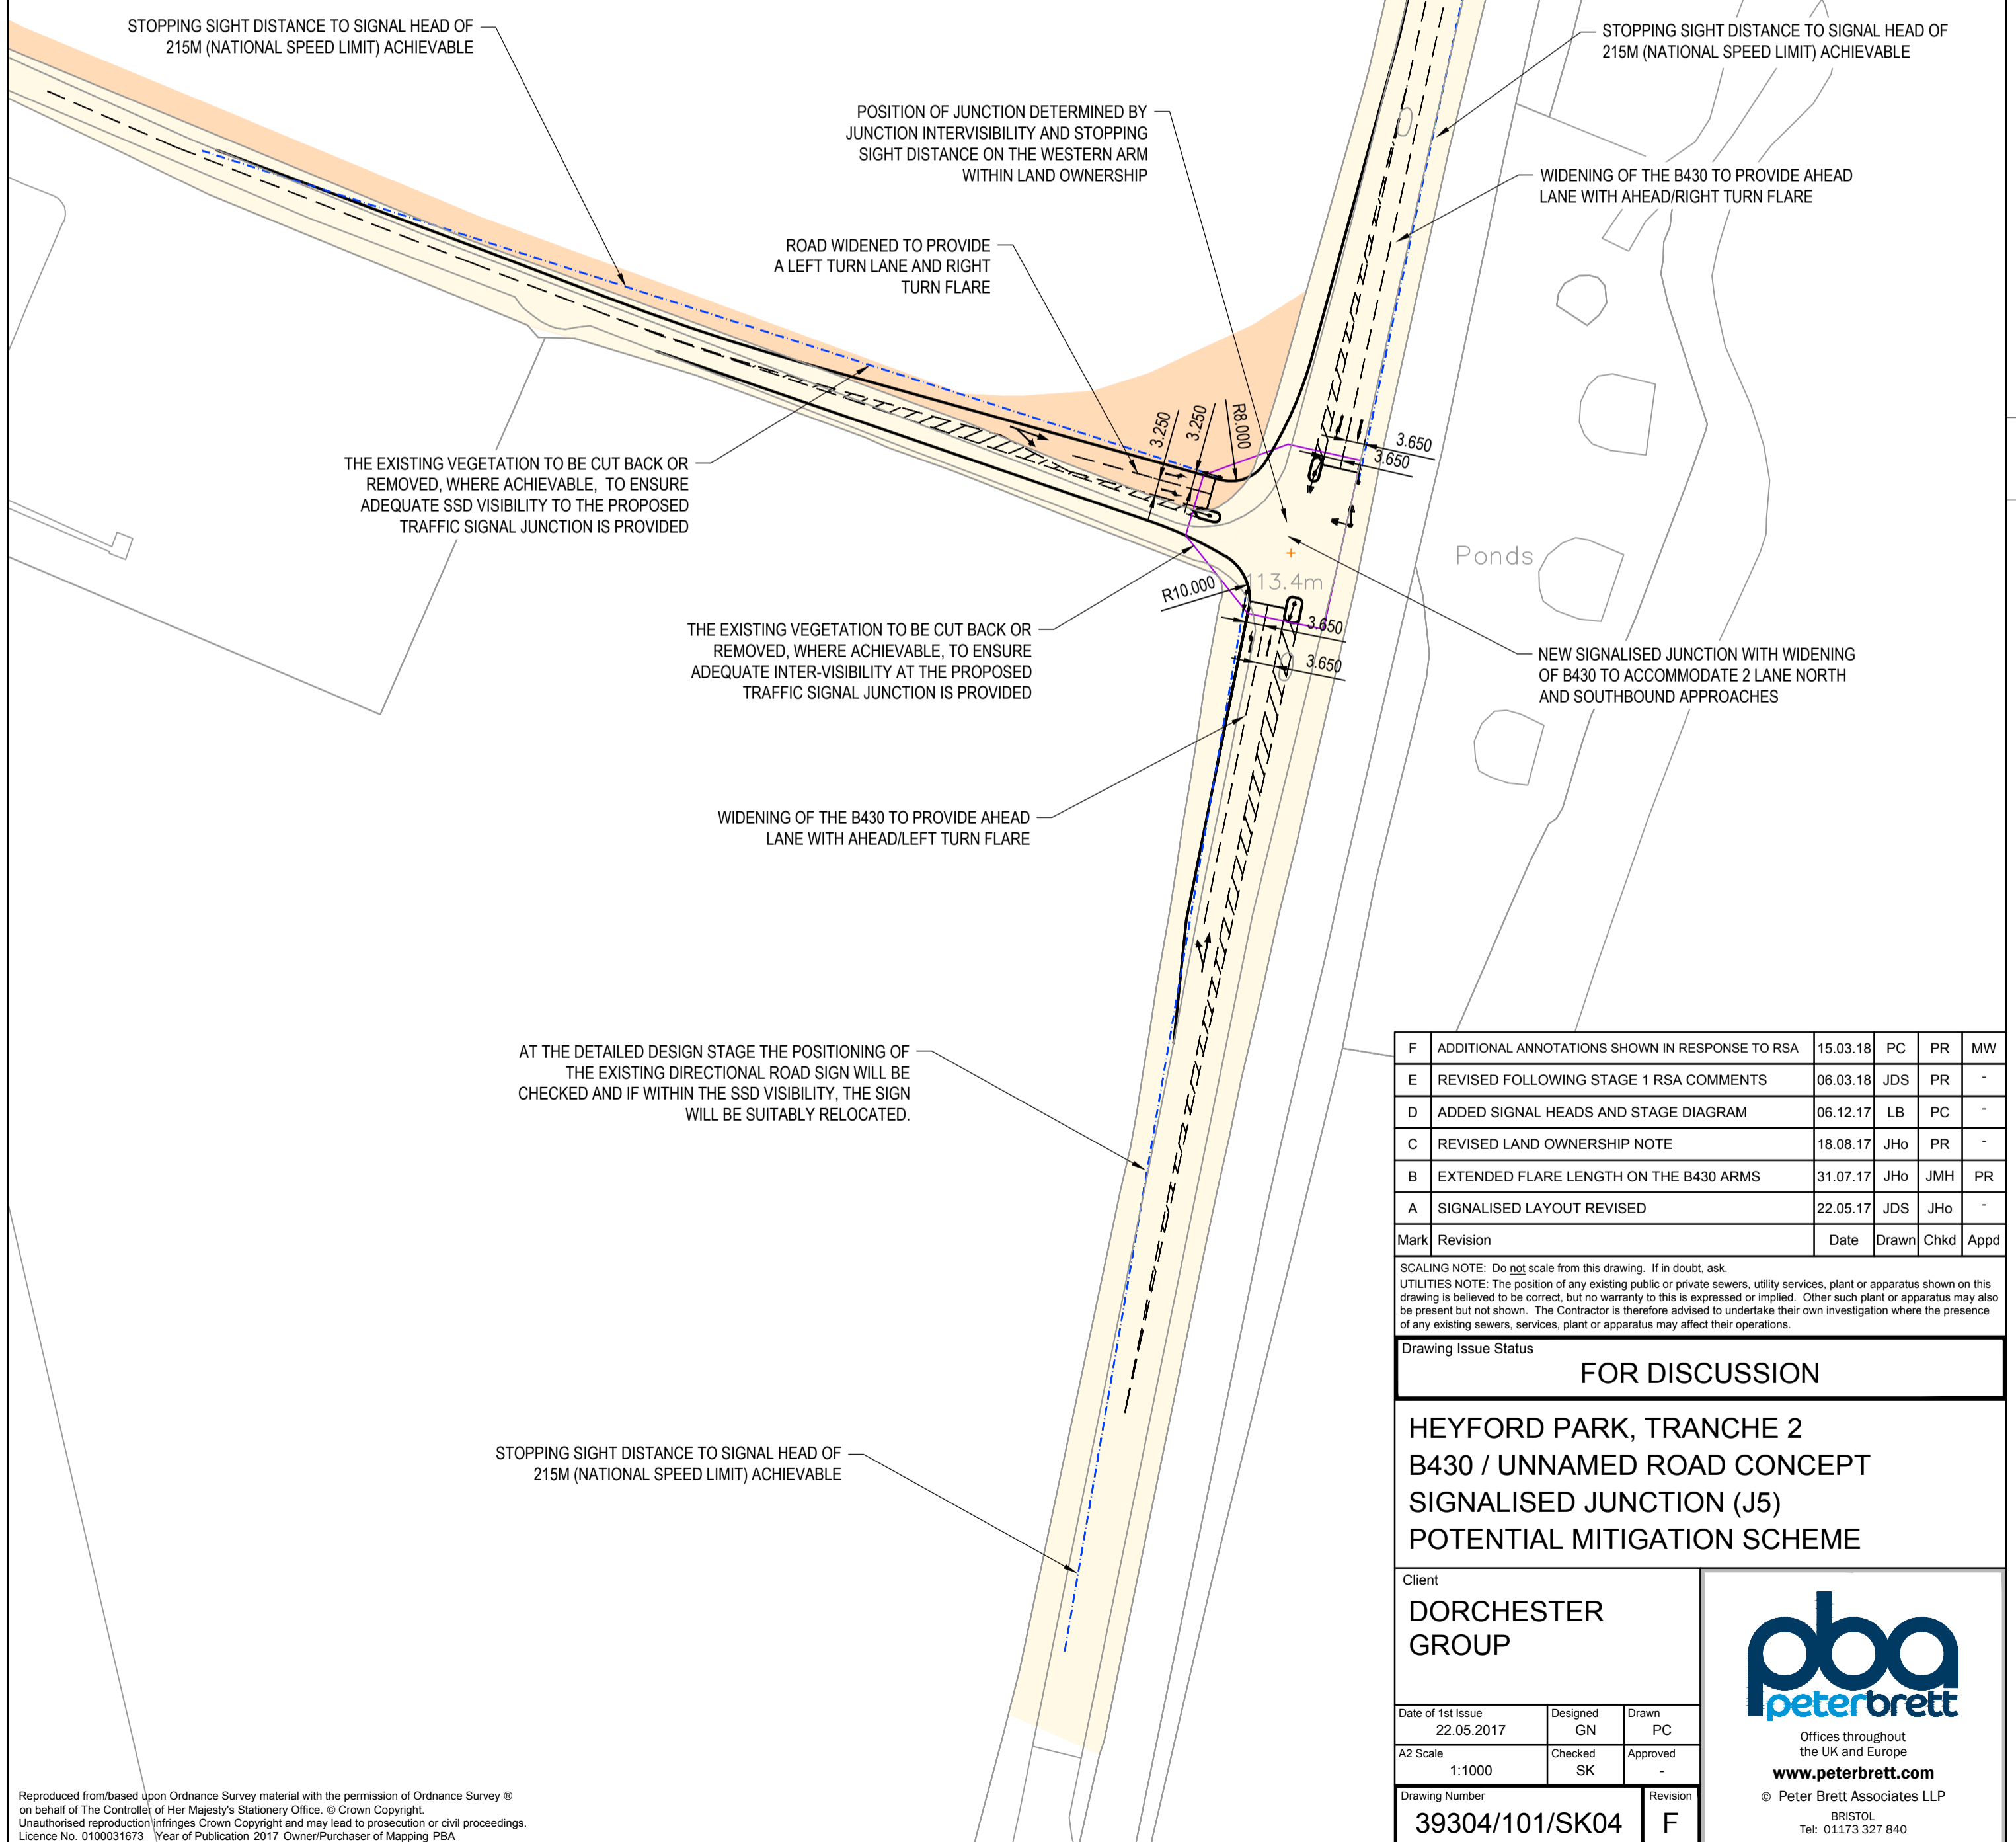 STOPPING SIGHT DISTANCE TO SIGNAL HEAD OF
215M (NATIONAL SPEED LIMIT) ACHIEVABLE
STOPPING SIGHT DISTANCE TO SIGNAL HEAD OF
215M (NATIONAL SPEED LIMIT) ACHIEVABLE
POSITION OF JUNCTION DETERMINED BY
JUNCTION INTERVISIBILITY AND STOPPING
SIGHT DISTANCE ON THE WESTERN ARM
WITHIN LAND OWNERSHIP
WIDENING OF THE B430 TO PROVIDE AHEAD
LANE WITH AHEAD/RIGHT TURN FLARE
ROAD WIDENED TO PROVIDE
A LEFT TURN LANE AND RIGHT
TURN FLARE
3.250
3.250
R8.000
3.650
3.650
THE EXISTING VEGETATION TO BE CUT BACK OR
REMOVED, WHERE ACHIEVABLE, TO ENSURE
ADEQUATE SSD VISIBILITY TO THE PROPOSED
TRAFFIC SIGNAL JUNCTION IS PROVIDED
Ponds
113.4m
R10.000
3.650
3.650
THE EXISTING VEGETATION TO BE CUT BACK OR
REMOVED, WHERE ACHIEVABLE, TO ENSURE
ADEQUATE INTER-VISIBILITY AT THE PROPOSED
TRAFFIC SIGNAL JUNCTION IS PROVIDED
NEW SIGNALISED JUNCTION WITH WIDENING
OF B430 TO ACCOMMODATE 2 LANE NORTH
AND SOUTHBOUND APPROACHES
WIDENING OF THE B430 TO PROVIDE AHEAD
LANE WITH AHEAD/LEFT TURN FLARE
AT THE DETAILED DESIGN STAGE THE POSITIONING OF
THE EXISTING DIRECTIONAL ROAD SIGN WILL BE
CHECKED AND IF WITHIN THE SSD VISIBILITY, THE SIGN
WILL BE SUITABLY RELOCATED.
STOPPING SIGHT DISTANCE TO SIGNAL HEAD OF
215M (NATIONAL SPEED LIMIT) ACHIEVABLE
F ADDITIONAL ANNOTATIONS SHOWN IN RESPONSE TO RSA 15.03.18 PC PR MW
E REVISED FOLLOWING STAGE 1 RSA COMMENTS 06.03.18 JDS PR -
D ADDED SIGNAL HEADS AND STAGE DIAGRAM 06.12.17 LB PC -
C REVISED LAND OWNERSHIP NOTE 18.08.17 JHo PR -
B EXTENDED FLARE LENGTH ON THE B430 ARMS 31.07.17 JHo JMH PR
A SIGNALISED LAYOUT REVISED 22.05.17 JDS JHo -
Mark Revision Date Drawn Chkd Appd
SCALING NOTE: Do not scale from this drawing. If in doubt, ask.
UTILITIES NOTE: The position of any existing public or private sewers, utility services, plant or apparatus shown on this
drawing is believed to be correct, but no warranty to this is expressed or implied. Other such plant or apparatus may also
be present but not shown. The Contractor is therefore advised to undertake their own investigation where the presence
of any existing sewers, services, plant or apparatus may affect their operations.
Drawing Issue Status
FOR DISCUSSION
HEYFORD PARK, TRANCHE 2
B430 / UNNAMED ROAD CONCEPT
SIGNALISED JUNCTION (J5)
POTENTIAL MITIGATION SCHEME
Client
DORCHESTER
GROUP
Date of 1st Issue Designed Drawn
22.05.2017 GN PC
A2 Scale Checked Approved
1:1000 SK -
Drawing Number Revision
39304/101/SK04 F
pba
peterbrett
Offices throughout
the UK and Europe
www.peterbrett.com
© Peter Brett Associates LLP
BRISTOL
Tel: 01173 327 840
Reproduced from/based upon Ordnance Survey material with the permission of Ordnance Survey ®
on behalf of The Controller of Her Majesty's Stationery Office. © Crown Copyright.
Unauthorised reproduction infringes Crown Copyright and may lead to prosecution or civil proceedings.
Licence No. 0100031673 Year of Publication 2017 Owner/Purchaser of Mapping PBA